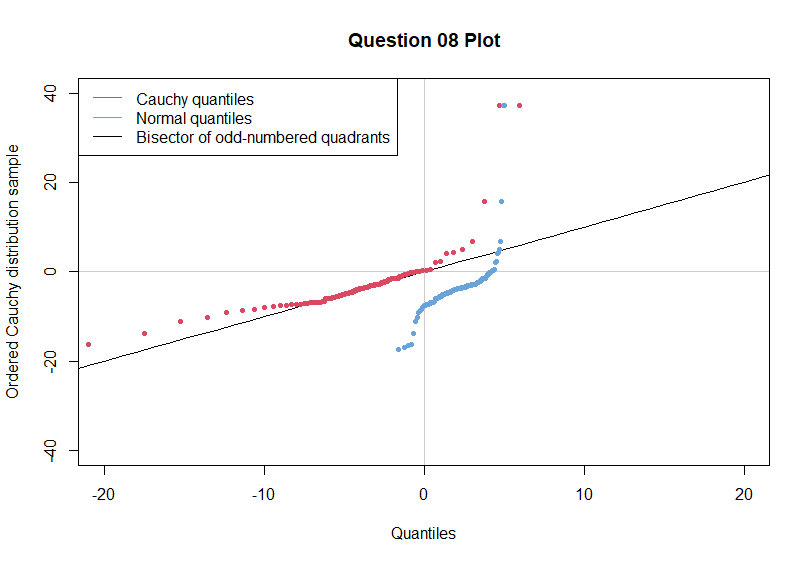 Question 08 Plot
Cauchy quantiles
Normal quantiles
Bisector of odd-numbered quadrants
Ordered Cauchy distribution sample
40
20
0
-20
-40
-20
-10
0
10
20
Quantiles